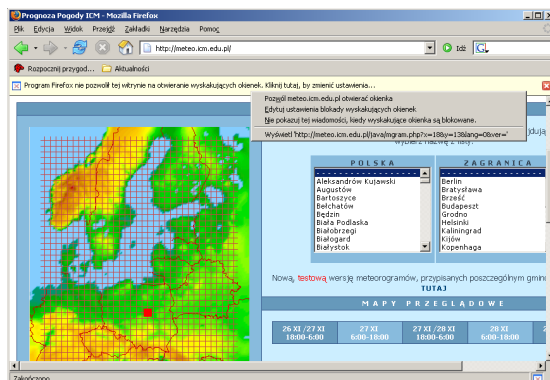 Prognoza Pogody ICM - Mozilla Firefox
Plik Edycja Widok Przejdź Zakładki Narzędzia Pomoc
http://meteo.icm.edu.pl/
Idź
G
Rozpocznij przygod... Aktualności
Program Firefox nie pozwolił tej witrynie na otwieranie wyskakujących okienek. Kliknij tutaj, by zmienić ustawienia...
Pozwól meteo.icm.edu.pl otwierać okienka
Edytuj ustawienia blokady wyskakujących okienek
Nie pokazuj tej wiadomości, kiedy wyskakujące okienka są blokowane.
Wyświetl 'http://meteo.icm.edu.pl/java/mgram.php?x=18&y=13&lang=0&ver='
wybierz nazwę z listy.
POLSKA ZAGRANICA
Aleksandrów Kujawski Berlin
Augustów Bratysława
Bartoszyce Brześć
Bełchatów Budapeszt
Będzin Grodno
Biała Podlaska Helsinki
Białobrzegi Kaliningrad
Białogard Kijów
Białystok Kopenhaga
Nową, testową wersję meteorogramów, przypisanych poszczególnym gmin
TUTAJ
MAPY PRZEGLĄDOWE
26 XI /27 XI 27 XI 27 XI /28 XI 28 XI
18:00-6:00 6:00-18:00 18:00-6:00 6:00-18:00
Zakończono